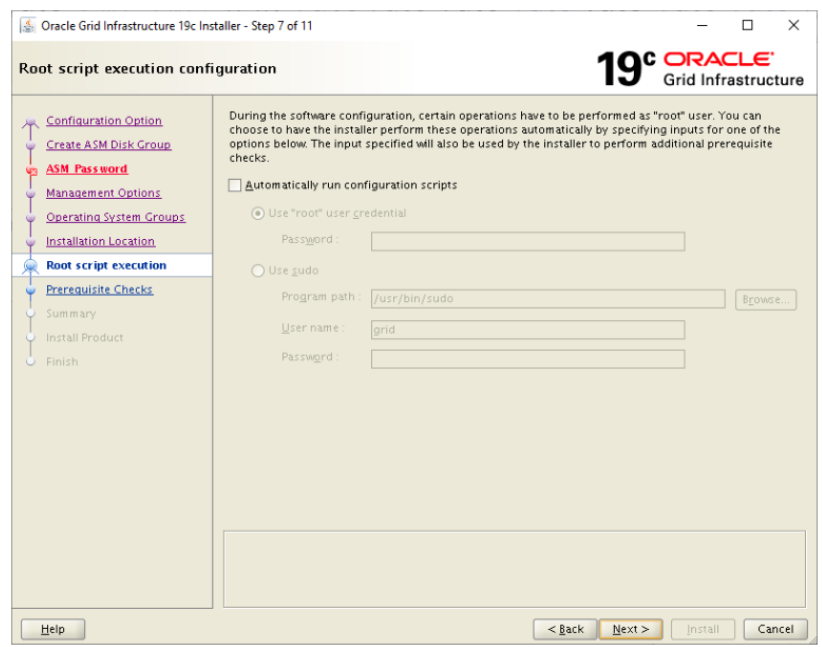 Oracle Grid Infrastructure 19c Installer - Step 7 of 11
Root script execution configuration
19c ORACLE
Grid Infrastructure
Configuration Option
Create ASM Disk Group
ASM Password
Management Options
Operating System Groups
Installation Location
Root script execution
Prerequisite Checks
Summary
Install Product
Finish
During the software configuration, certain operations have to be performed as "root" user. You can
choose to have the installer perform these operations automatically by specifying inputs for one of the
options below. The input specified will also be used by the installer to perform additional prerequisite
checks.
Automatically run configuration scripts
Use "root" user credential
Password :
Use sudo
Program path : /usr/bin/sudo Browse...
User name : grid
Password :
Help < Back Next > Install Cancel